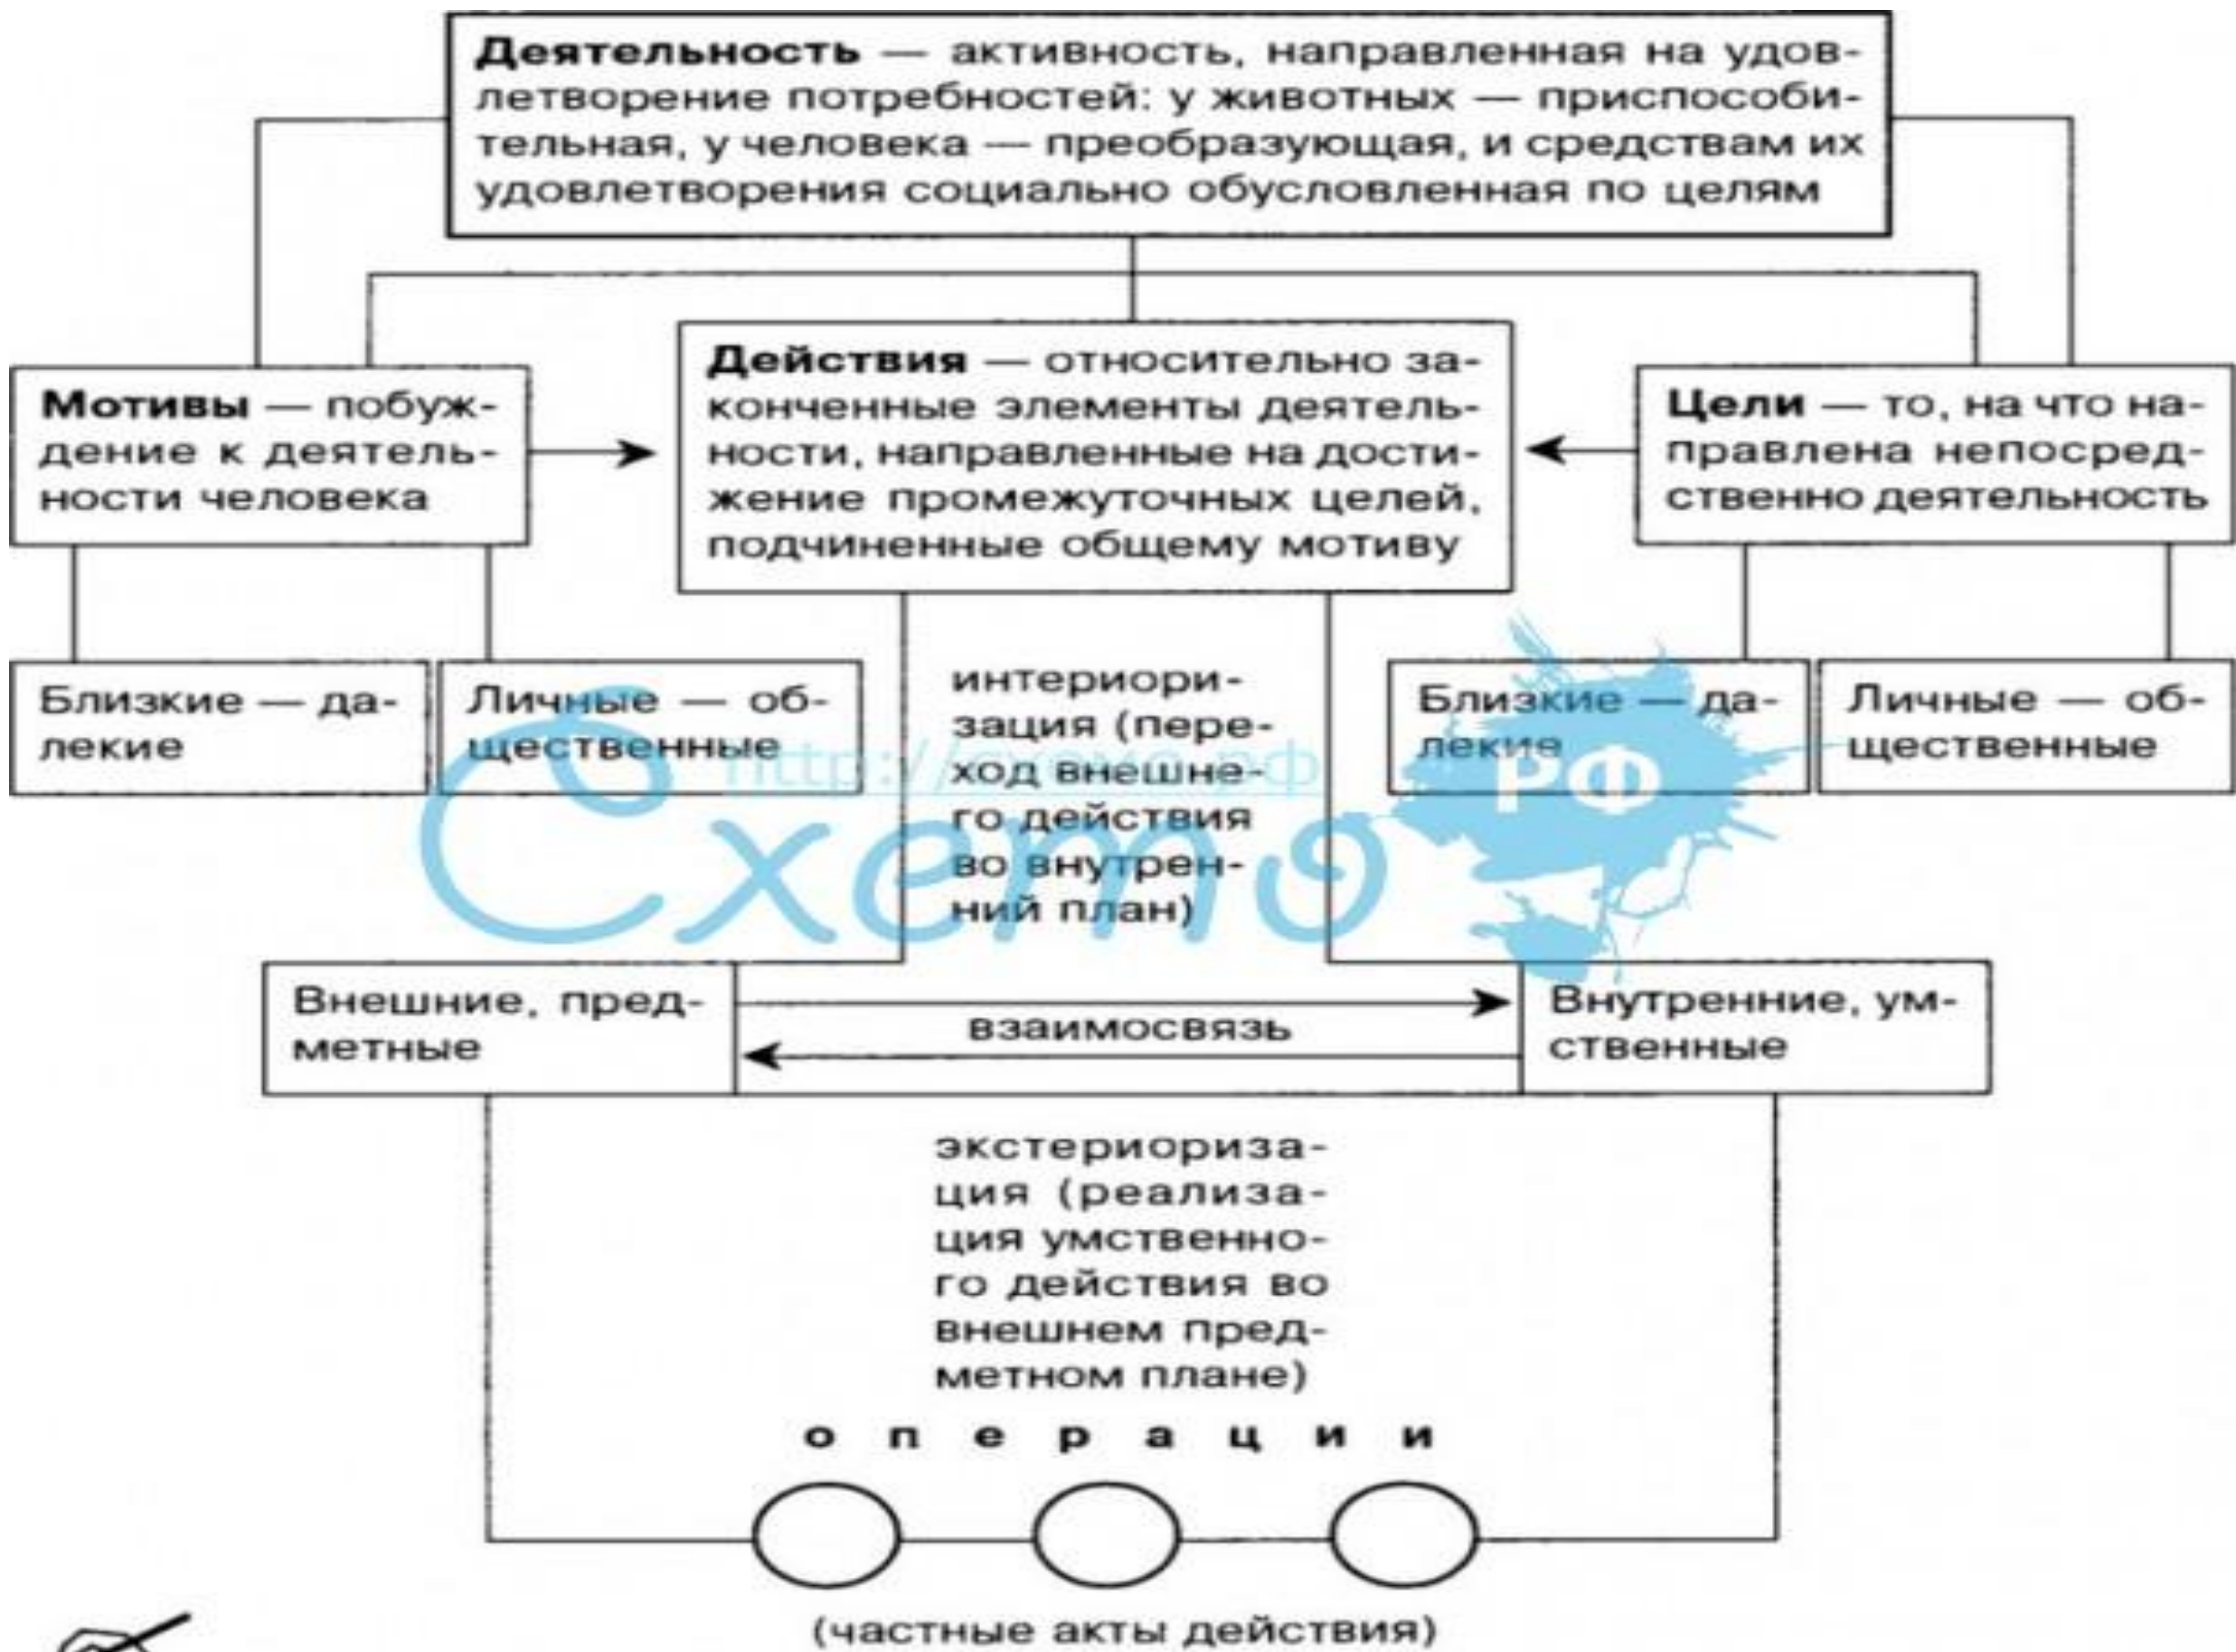 Деятельность — активность, направленная на удов-
летворение потребностей: у животных — приспособи-
тельная, у человека — преобразующая, и средствам их
удовлетворения социально обусловленная по целям
Мотивы — побуж-
дение к деятель-
ности человека
Действия — относительно за-
конченные элементы деятель-
ности, направленные на дости-
жение промежуточных целей,
подчиненные общему мотиву
Цели — то, на что на-
правлена непосред-
ственно деятельность
Близкие — да-
лекие
Личные — об-
щественные
интериори-
зация (пере-
ход внешне-
го действия
во внутрен-
ний план)
Близкие — да-
лекие
Личные — об-
щественные
http://схемо.рф
Схемо
РФ
Внешние, пред-
метные
взаимосвязь
Внутренние, ум-
ственные
экстериориза-
ция (реализа-
ция умственно-
го действия во
внешнем пред-
метном плане)
операции
(частные акты действия)